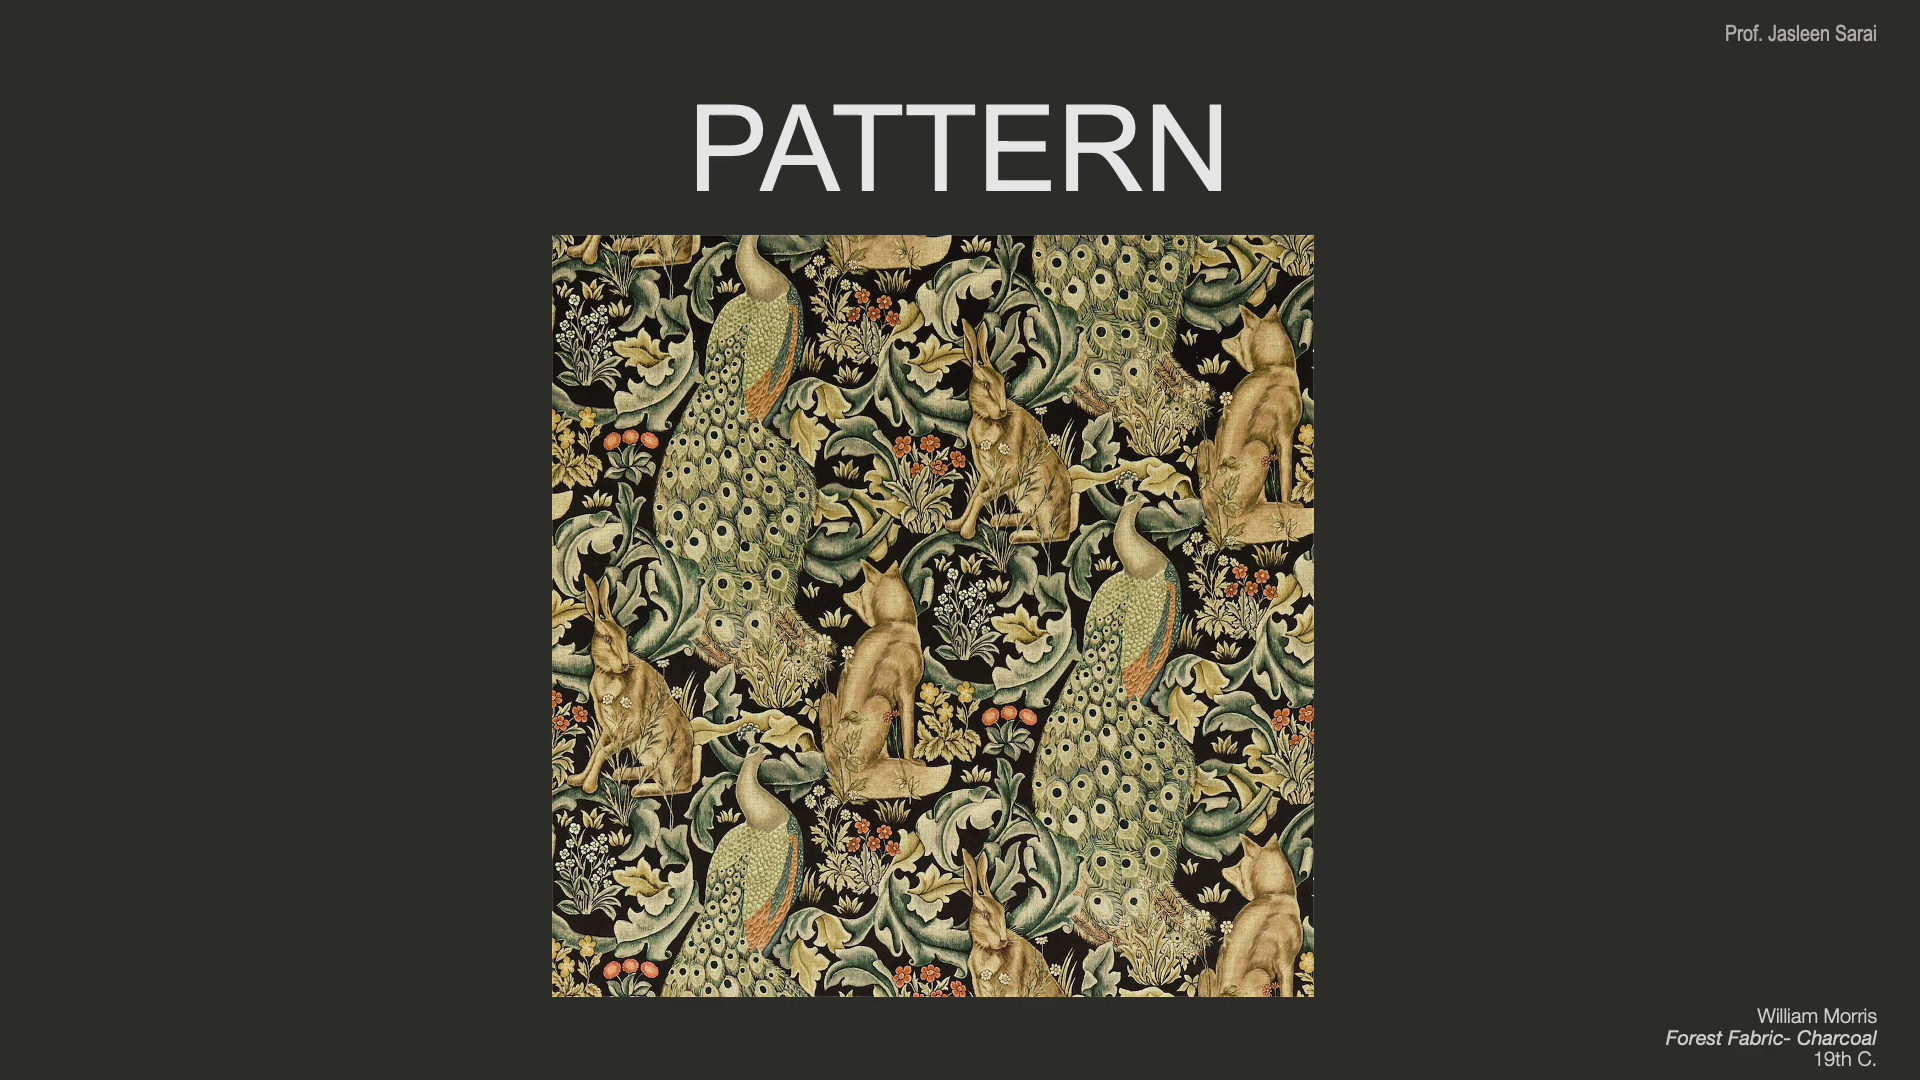 Prof. Jasleen Sarai
PATTERN
William Morris
Forest Fabric- Charcoal
19th C.